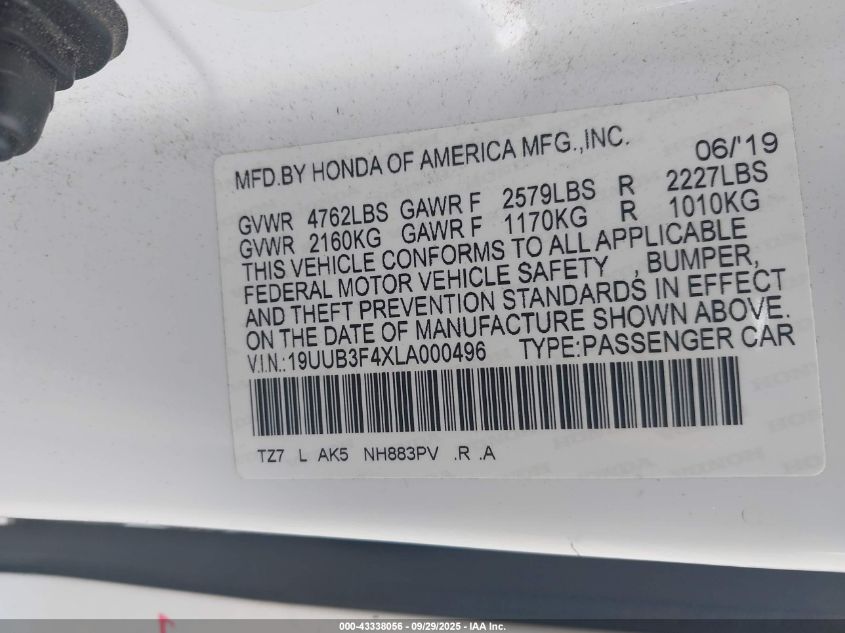 MFD.BY HONDA OF AMERICA MFG.,INC. 06/'19
GVWR 4762LBS GAWR F 2579LBS R 2227LBS
GVWR 2160KG GAWR F 1170KG R 1010KG
THIS VEHICLE CONFORMS TO ALL APPLICABLE
FEDERAL MOTOR VEHICLE SAFETY , BUMPER,
AND THEFT PREVENTION STANDARDS IN EFFECT
ON THE DATE OF MANUFACTURE SHOWN ABOVE.
V.I.N.:19UUB3F4XLA000496 TYPE:PASSENGER CAR
TZ7 L AK5 NH883PV .R .A
000-43338056 - 09/29/2025 - IAA Inc.